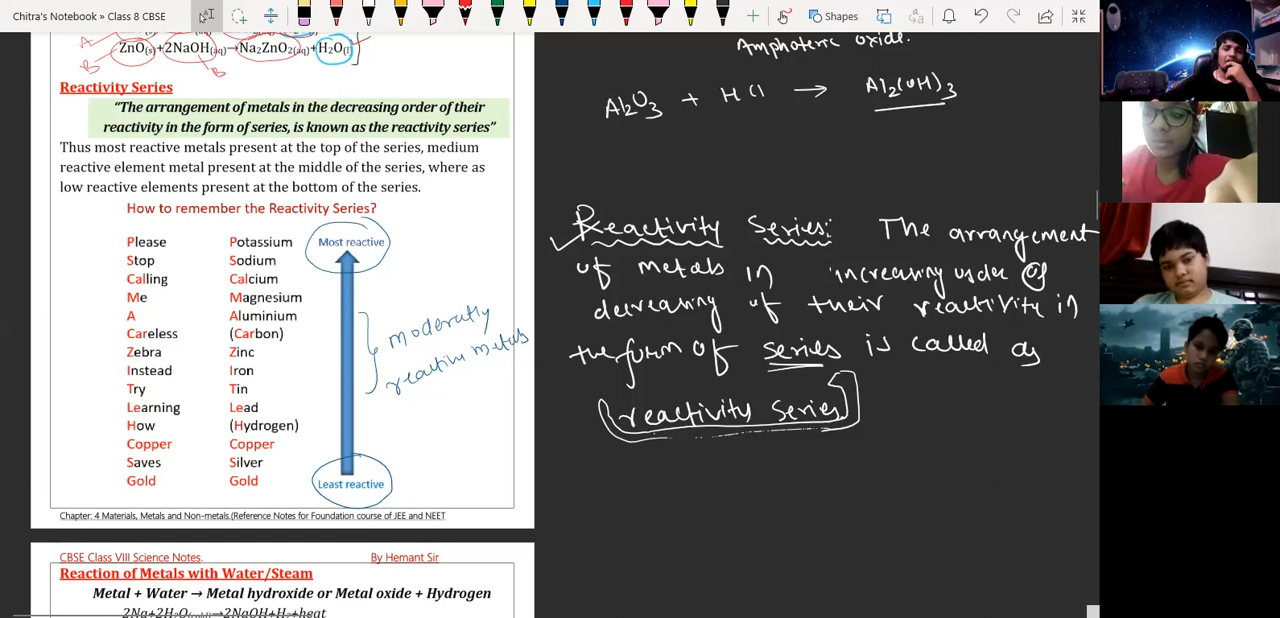 Chitra's Notebook » Class 8 CBSE
Shapes
ZnO(s)+2NaOH(aq)→Na2ZnO2(aq)+H2O(l)
A
B
B
Reactivity Series
"The arrangement of metals in the decreasing order of their
reactivity in the form of series, is known as the reactivity series"
Thus most reactive metals present at the top of the series, medium
reactive element metal present at the middle of the series, where as
low reactive elements present at the bottom of the series.
How to remember the Reactivity Series?
Please Potassium Most reactive
Stop Sodium
Calling Calcium
Me Magnesium
A Aluminium
Careless (Carbon)
Zebra Zinc
Instead Iron
Try Tin
Learning Lead
How (Hydrogen)
Copper Copper
Saves Silver
Gold Gold Least reactive
moderatly
reactive metals
Chapter: 4 Materials, Metals and Non-metals.(Reference Notes for Foundation course of JEE and NEET
CBSE Class VIII Science Notes. By Hemant Sir
Reaction of Metals with Water/Steam
Metal + Water → Metal hydroxide or Metal oxide + Hydrogen
2Na+2H2O(cold)→2NaOH+H2+heat
Amphoteric oxide.
Al2O3 + HCl → Al2(OH)3
Reactivity Series: The arrangement
of metals in increasing order of
decreasing of their reactivity in
the form of series is called as
reactivity series